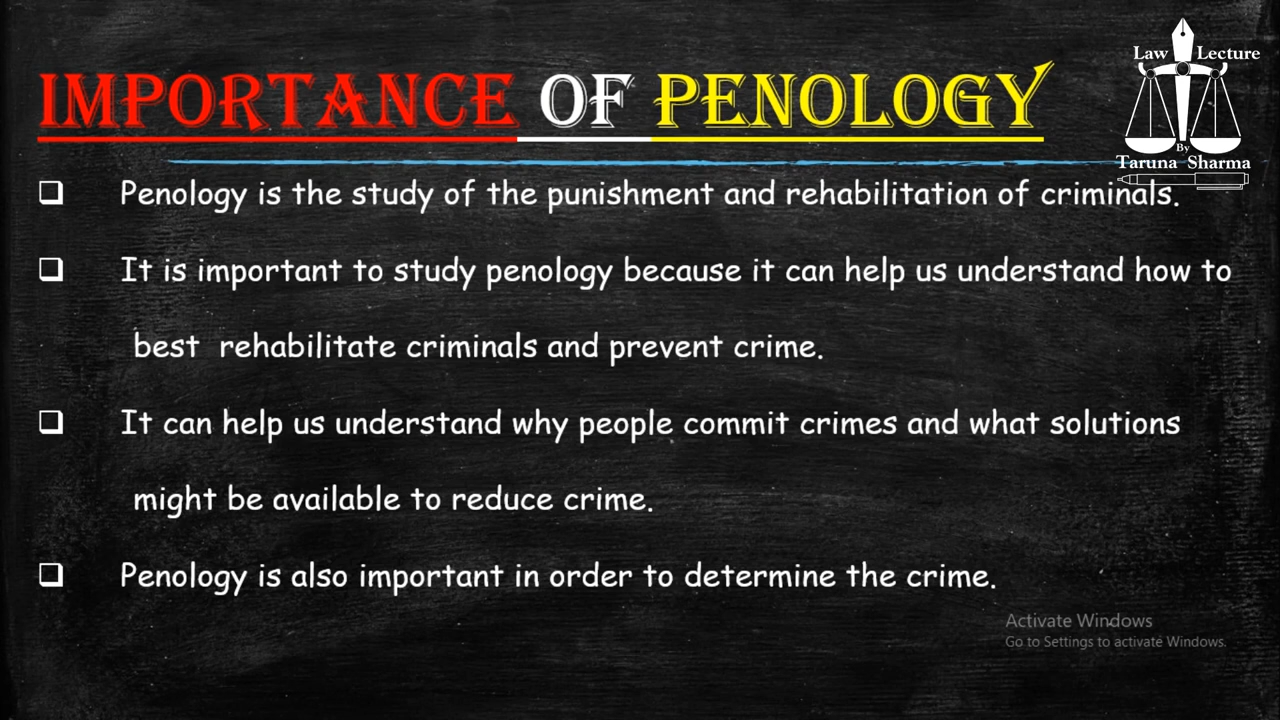 Law Lecture
IMPORTANCE OF PENOLOGY
By
Taruna Sharma
Penology is the study of the punishment and rehabilitation of criminals.
It is important to study penology because it can help us understand how to
best rehabilitate criminals and prevent crime.
It can help us understand why people commit crimes and what solutions
might be available to reduce crime.
Penology is also important in order to determine the crime.
Activate Windows
Go to Settings to activate Windows.